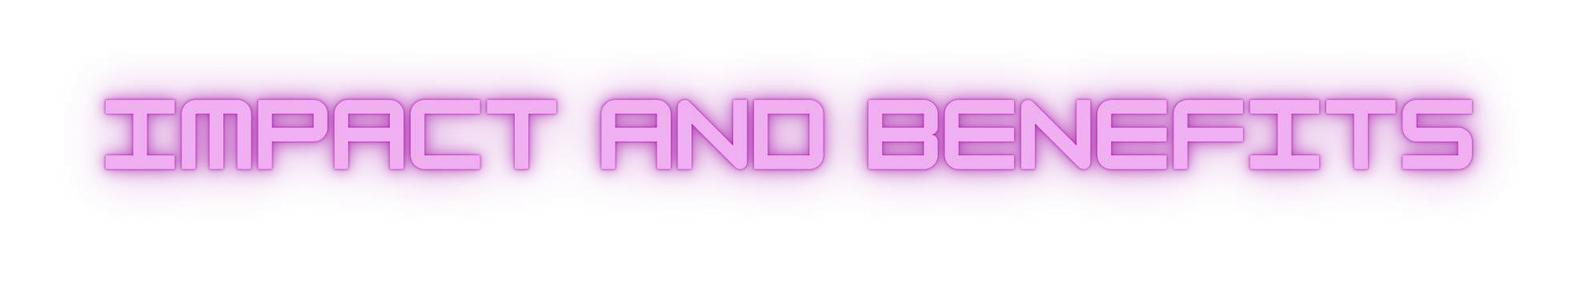 IMPACT AND BENEFITS